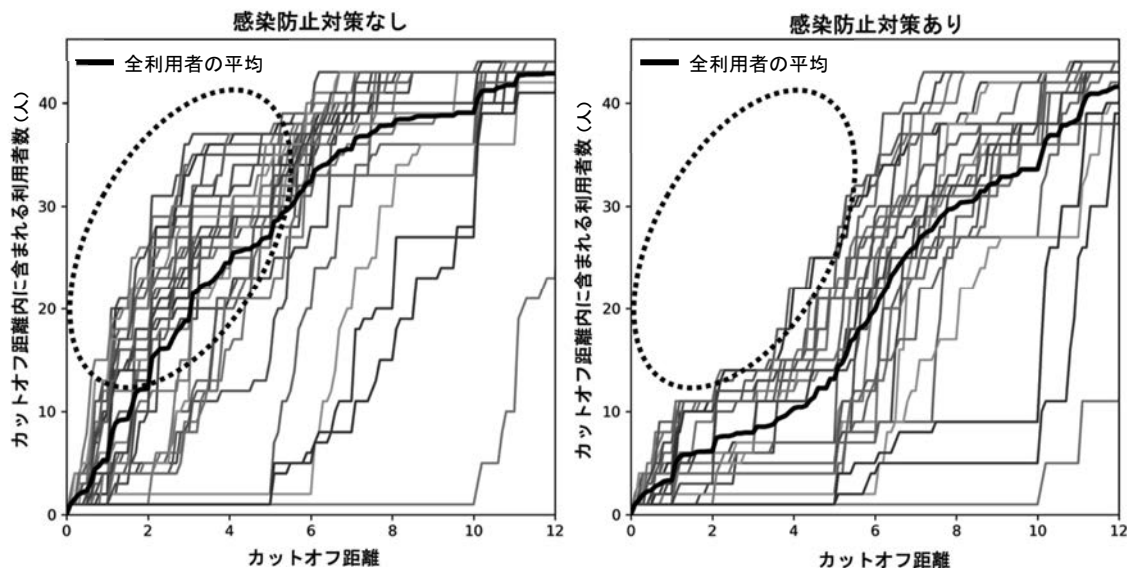 感染防止対策なし
全利用者の平均
カットオフ距離内に含まれる利用者数(人)
40
30
20
10
0
0 2 4 6 8 10 12
カットオフ距離
感染防止対策あり
全利用者の平均
カットオフ距離内に含まれる利用者数(人)
40
30
20
10
0
0 2 4 6 8 10 12
カットオフ距離